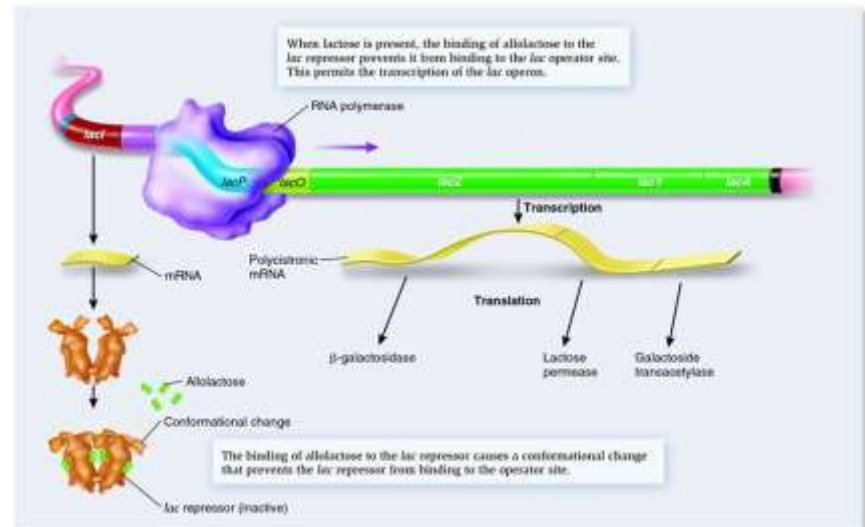 When lactose is present, the binding of allolactose to the
lac repressor prevents it from binding to the lac operator site.
This permits the transcription of the lac operon.
RNA polymerase
lacI
lacP
lacO
lacZ
lacY
lacA
Transcription
mRNA
Polycistronic
mRNA
Translation
β-galactosidase
Lactose
permease
Galactoside
transacetylase
Allolactose
Conformational change
The binding of allolactose to the lac repressor causes a conformational change
that prevents the lac repressor from binding to the operator site.
lac repressor (inactive)